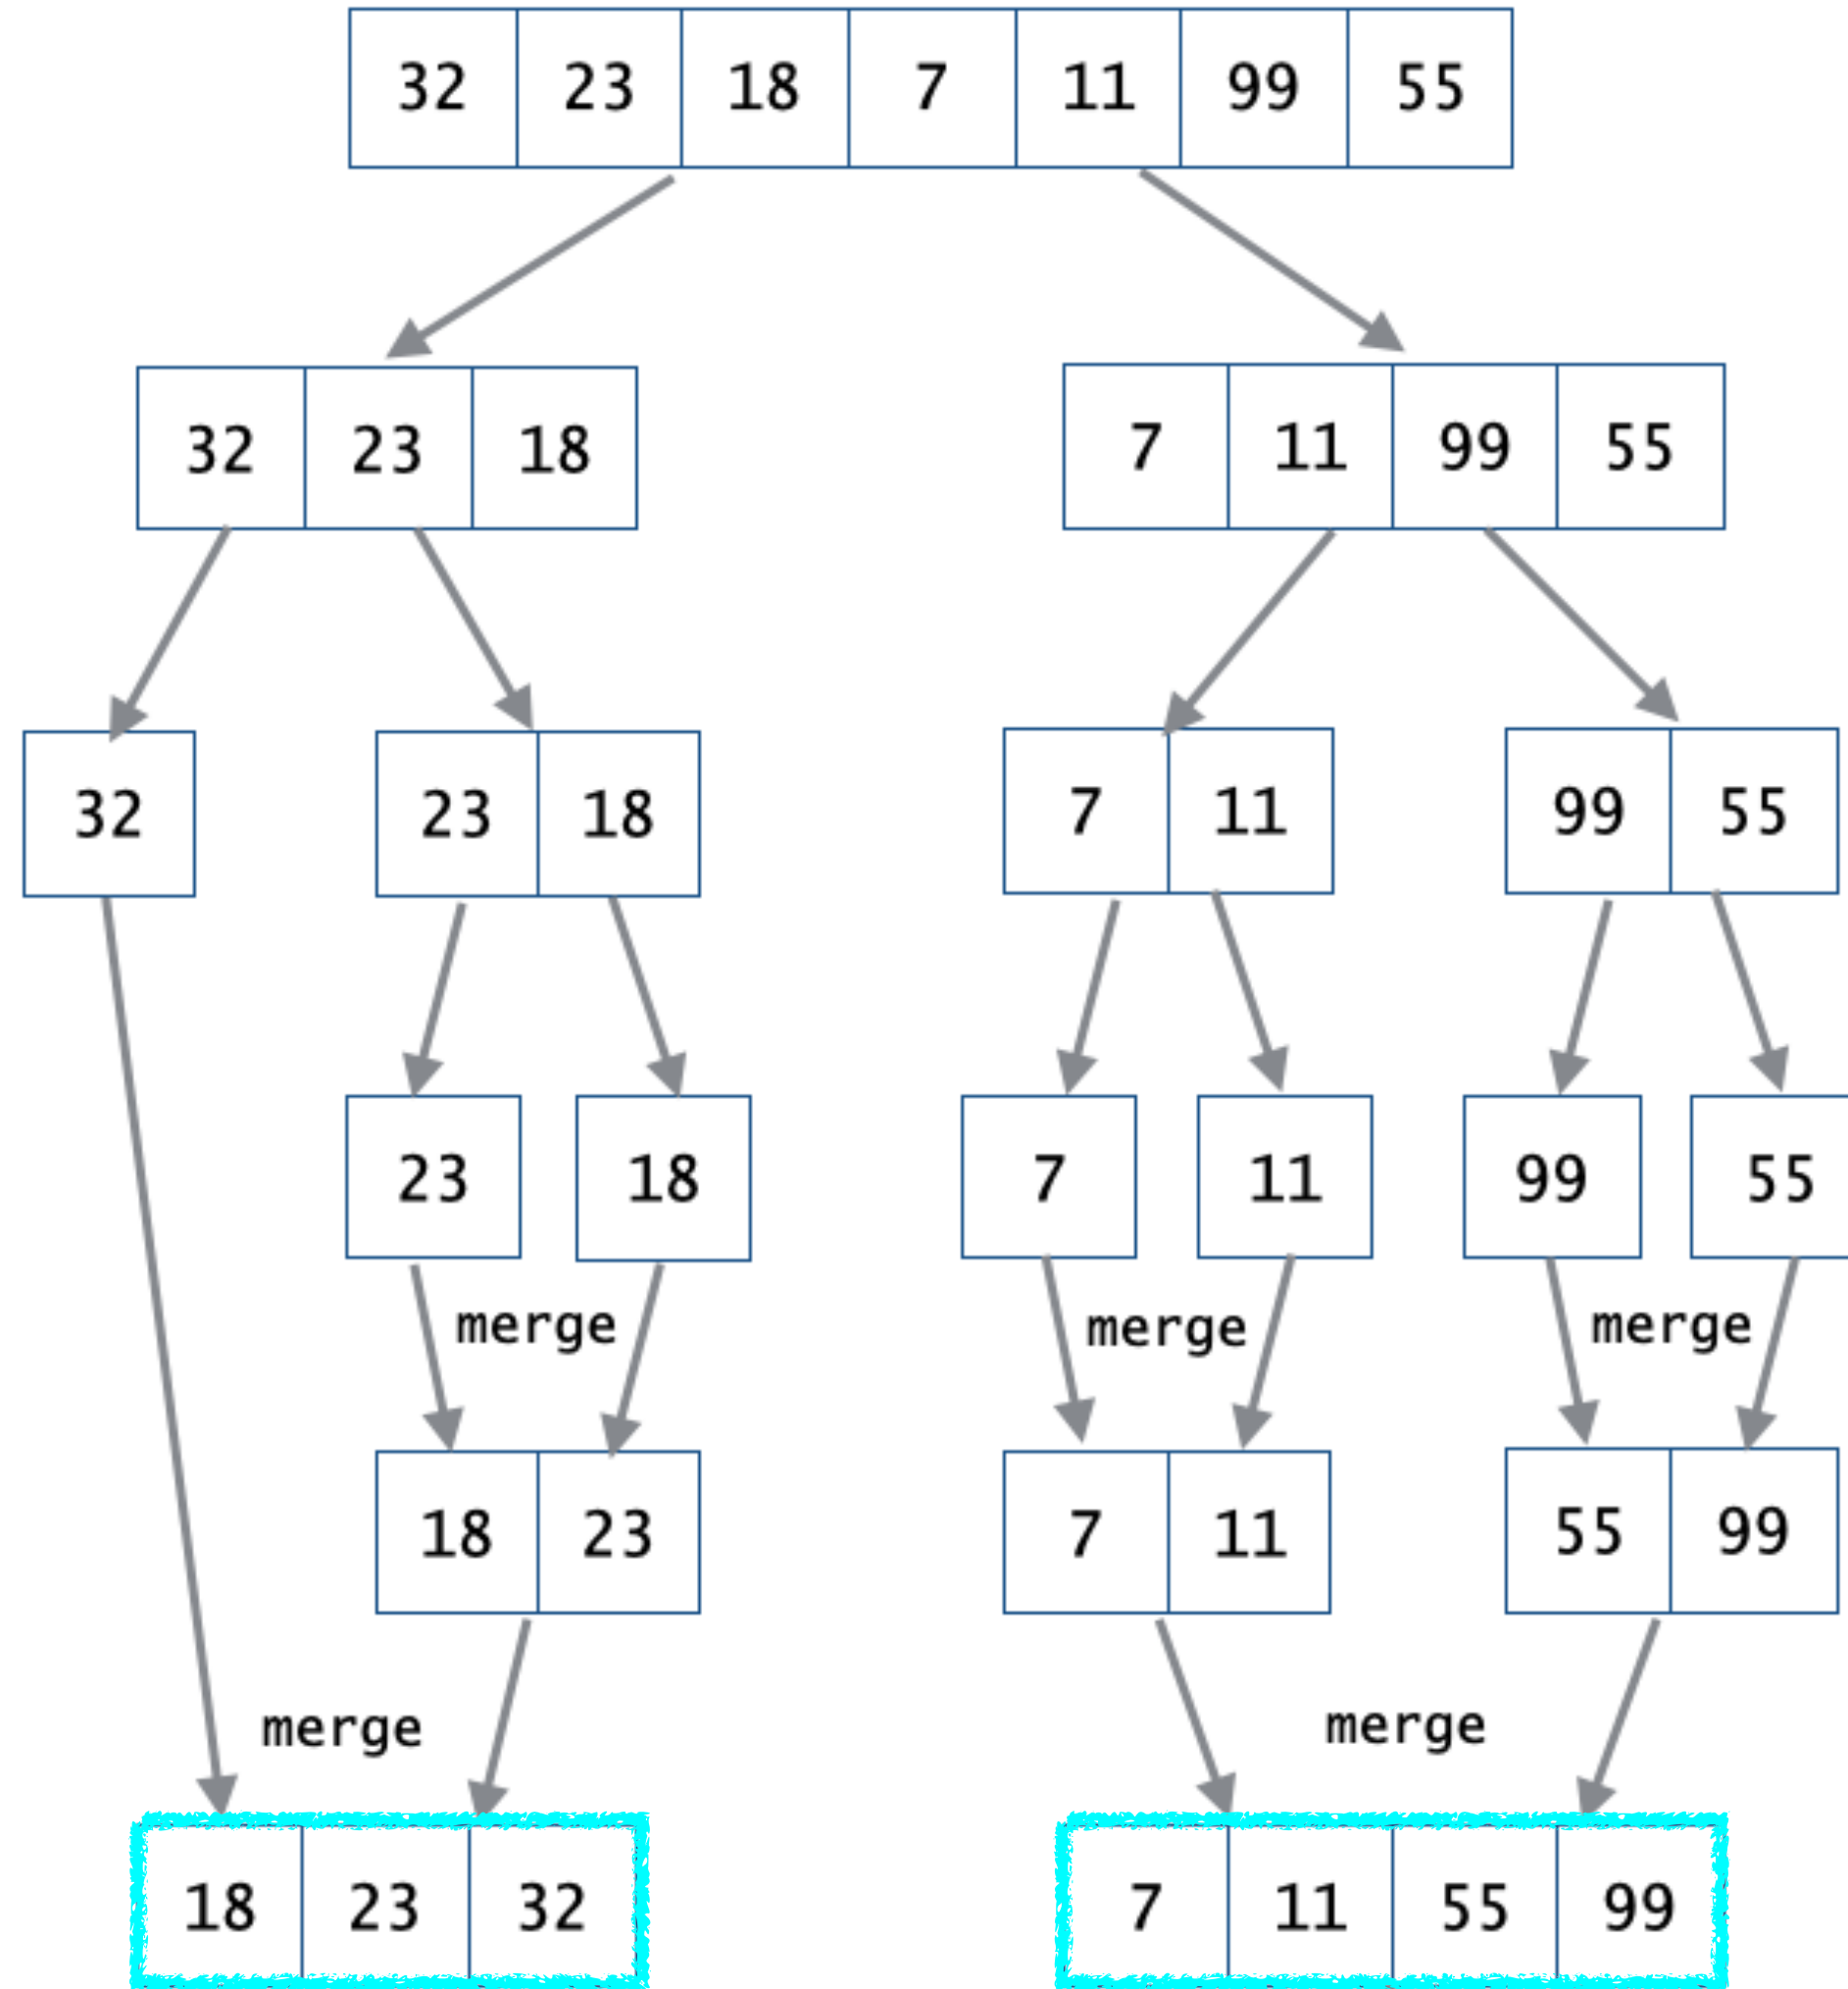 32 23 18 7 11 99 55
32 23 18 7 11 99 55
32 23 18 7 11 99 55
23 18 7 11 99 55
merge merge merge
18 23 7 11 55 99
merge merge
18 23 32 7 11 55 99